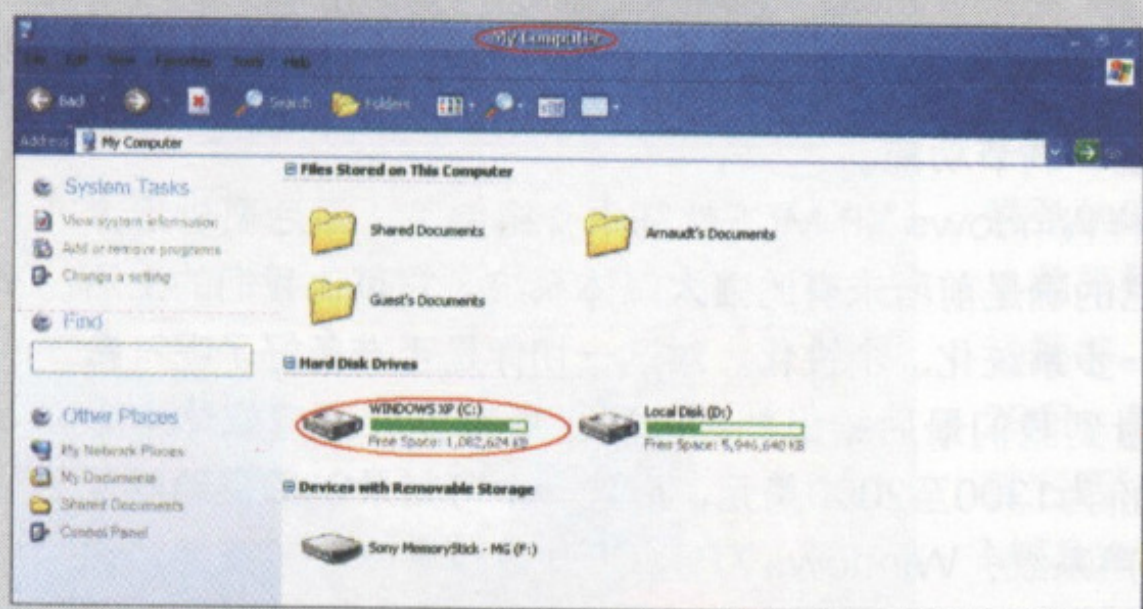 My Computer
File Edit View Favorites Tools Help
Back Search Folders
Address My Computer
System Tasks
View system information
Add or remove programs
Change a setting
Find
Other Places
My Network Places
My Documents
Shared Documents
Control Panel
Files Stored on This Computer
Shared Documents Arnaudt's Documents
Guest's Documents
Hard Disk Drives
WINDOWS XP (C:) Local Disk (D:)
Free Space: 1,082,624 KB Free Space: 5,946,640 KB
Devices with Removable Storage
Sony MemoryStick - MG (F:)